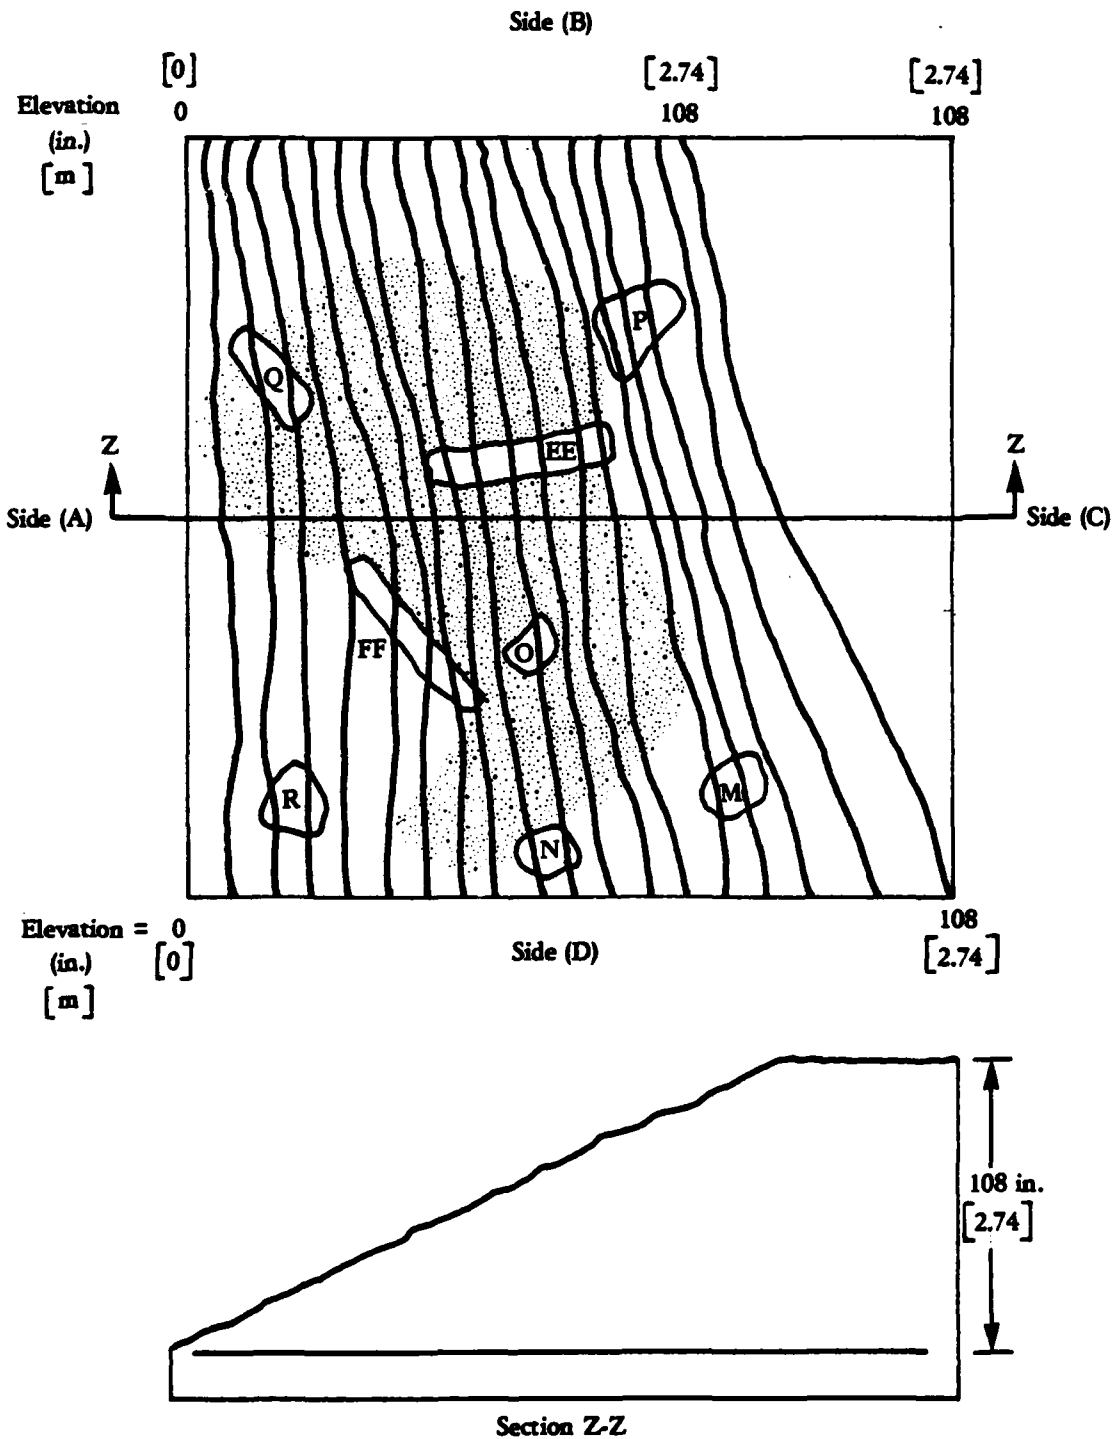 Side (B)
[0] [2.74] [2.74]
Elevation 0 108 108
(in.)
[m]
P
Q
Z EE Z
Side (A) Side (C)
FF O
R M
N
Elevation = 0 108
(in.) [0] Side (D) [2.74]
[m]
108 in.
[2.74]
Section Z-Z